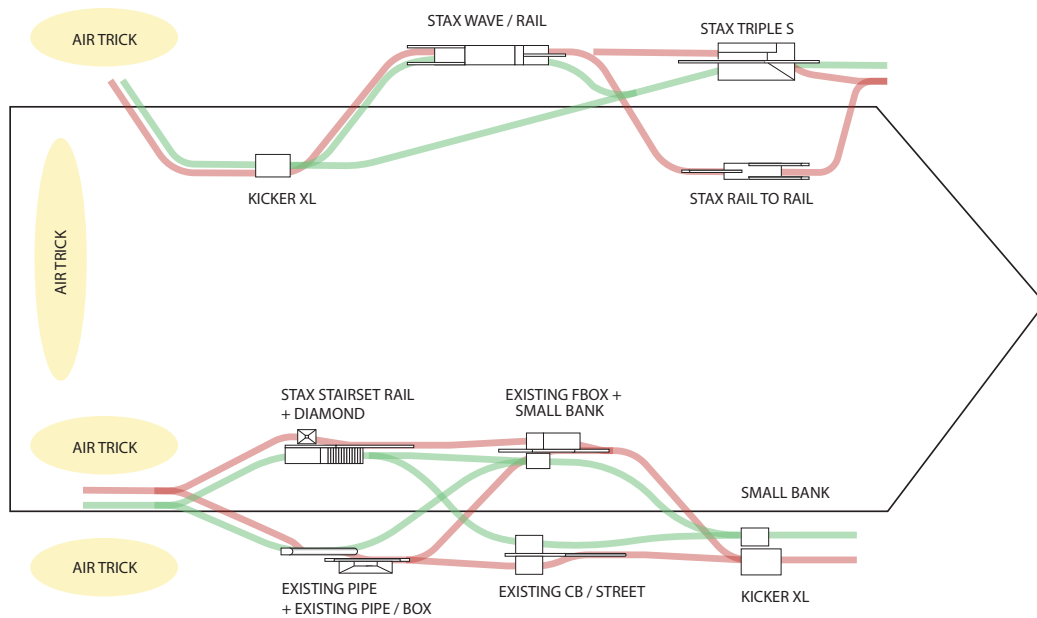 AIR TRICK
STAX WAVE / RAIL
STAX TRIPLE S
AIR TRICK
KICKER XL
STAX RAIL TO RAIL
STAX STAIRSET RAIL
+ DIAMOND
EXISTING FBOX +
SMALL BANK
AIR TRICK
SMALL BANK
AIR TRICK
EXISTING PIPE
+ EXISTING PIPE / BOX
EXISTING CB / STREET
KICKER XL